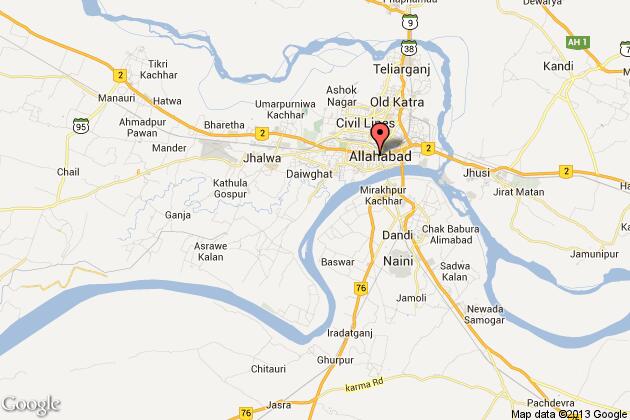 Phaphamau
Dewarya
9
AH 1
7
38
Tikri
Kachhar
Teliarganj
Kandi
2
Manauri
Hatwa
Ashok
Nagar
Umarpurniwa
Kachhar
Old Katra
95
Ahmadpur
Pawan
Bharetha
2
Civil Lines
Mander
Jhalwa
Allahabad
2
Chail
Daiwghat
Jhusi
2
Kathula
Gospur
Mirakhpur
Kachhar
Jirat Matan
Ganja
Asrawe
Kalan
Dandi
Chak Babura
Alimabad
Jamunipur
Baswar
Naini
Sadwa
Kalan
76
Jamoli
Newada
Samogar
Iradatganj
Ghurpur
Chitauri
karma Rd
Jasra
76
Pachdevra
Google
Map data ©2013 Google